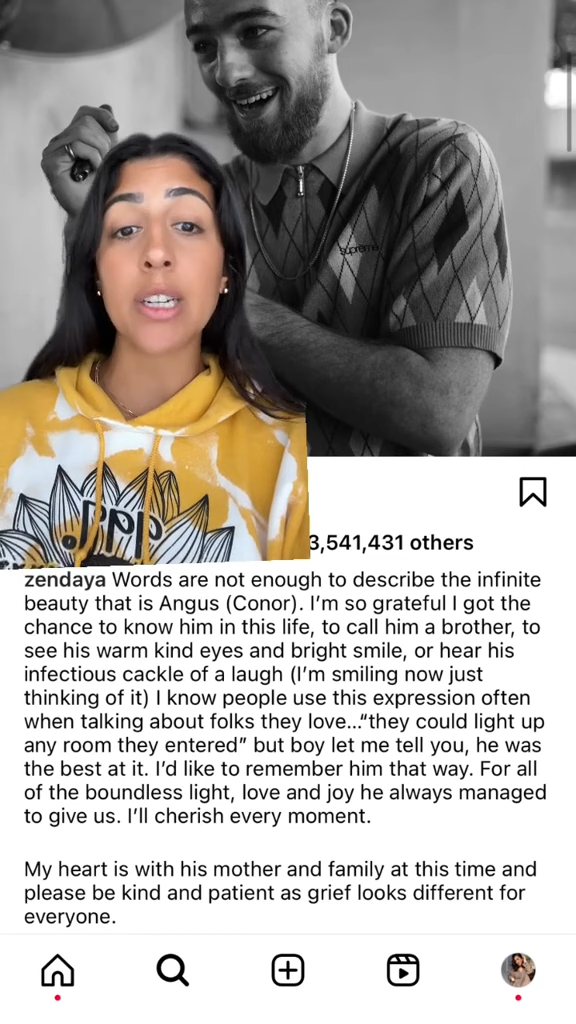 supreme
PPP
3,541,431 others
zendaya Words are not enough to describe the infinite
beauty that is Angus (Conor). I'm so grateful I got the
chance to know him in this life, to call him a brother, to
see his warm kind eyes and bright smile, or hear his
infectious cackle of a laugh (I'm smiling now just
thinking of it) I know people use this expression often
when talking about folks they love..."they could light up
any room they entered" but boy let me tell you, he was
the best at it. I'd like to remember him that way. For all
of the boundless light, love and joy he always managed
to give us. I'll cherish every moment.
My heart is with his mother and family at this time and
please be kind and patient as grief looks different for
everyone.